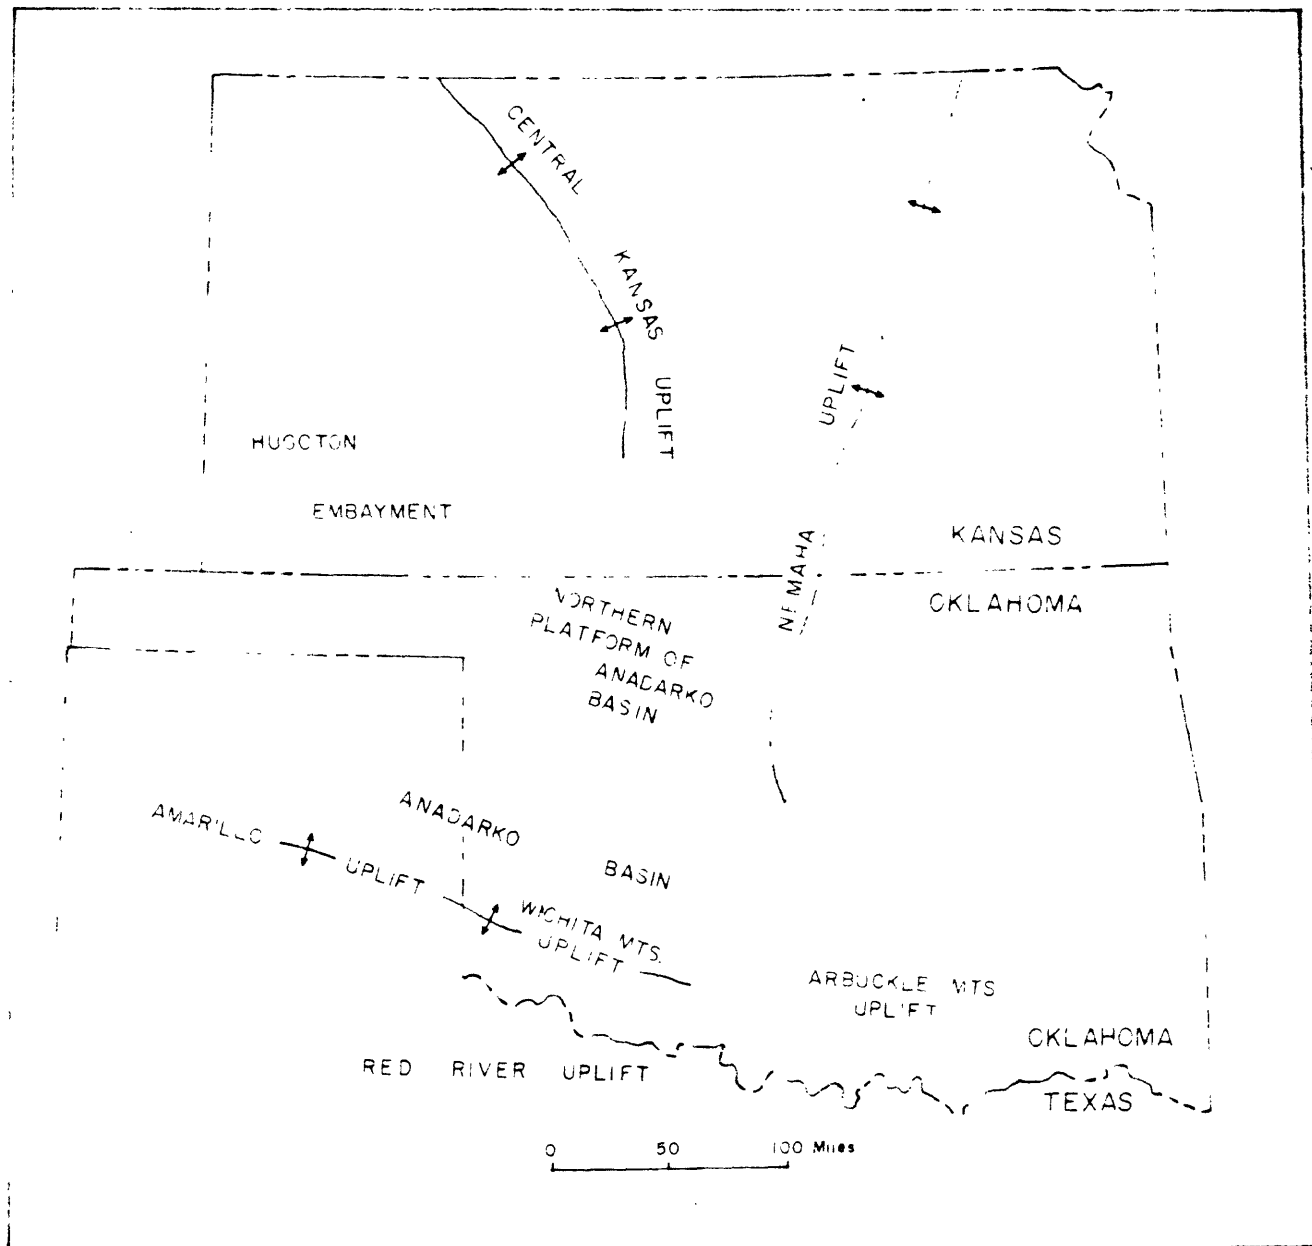 CENTRAL
KANSAS
UPLIFT
UPLIFT
NEMAHA
HUGOTON
EMBAYMENT
KANSAS
OKLAHOMA
NORTHERN
PLATFORM OF
ANADARKO
BASIN
ANADARKO
BASIN
AMARILLO
UPLIFT
WICHITA MTS.
UPLIFT
ARBUCKLE MTS
UPLIFT
OKLAHOMA
TEXAS
RED RIVER UPLIFT
0 50 100 Miles